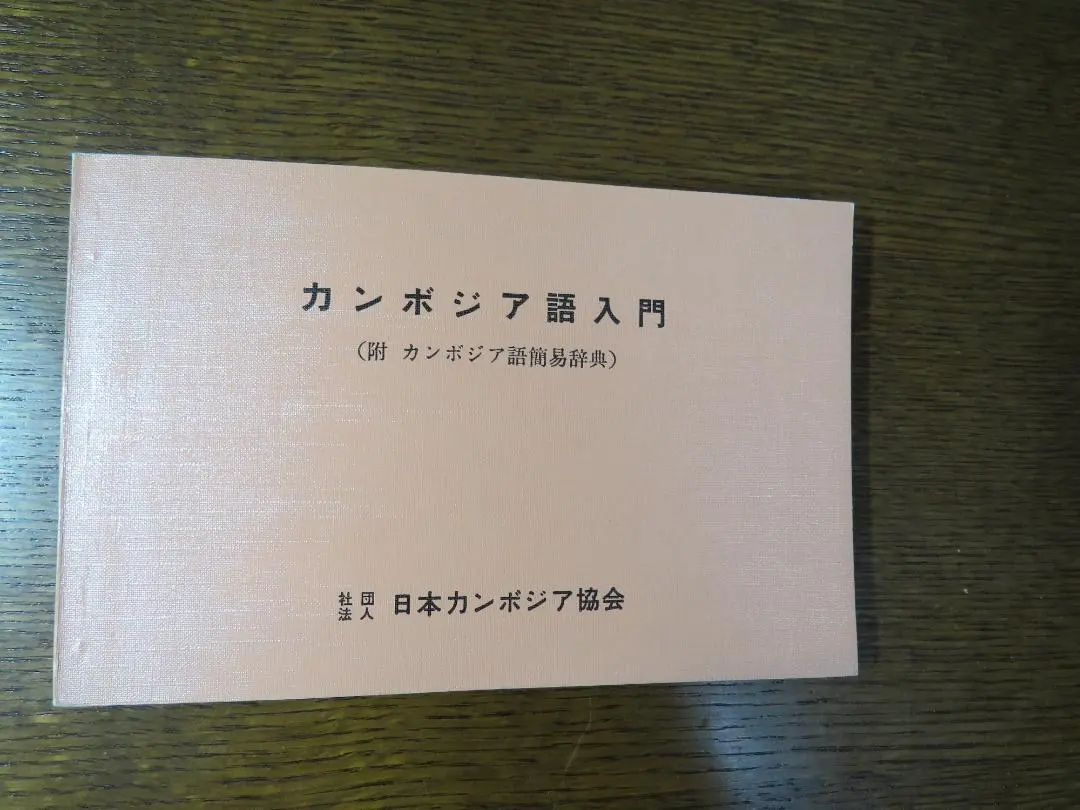 カンボジア語入門
（附 カンボジア語簡易辞典）
社団法人 日本カンボジア協会